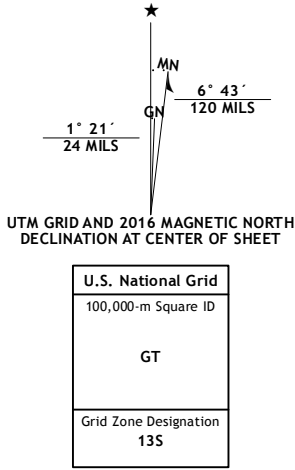 MN
6° 43´
120 MILS
GN
1° 21´
24 MILS
UTM GRID AND 2016 MAGNETIC NORTH
DECLINATION AT CENTER OF SHEET
U.S. National Grid
100,000-m Square ID
GT
Grid Zone Designation
13S